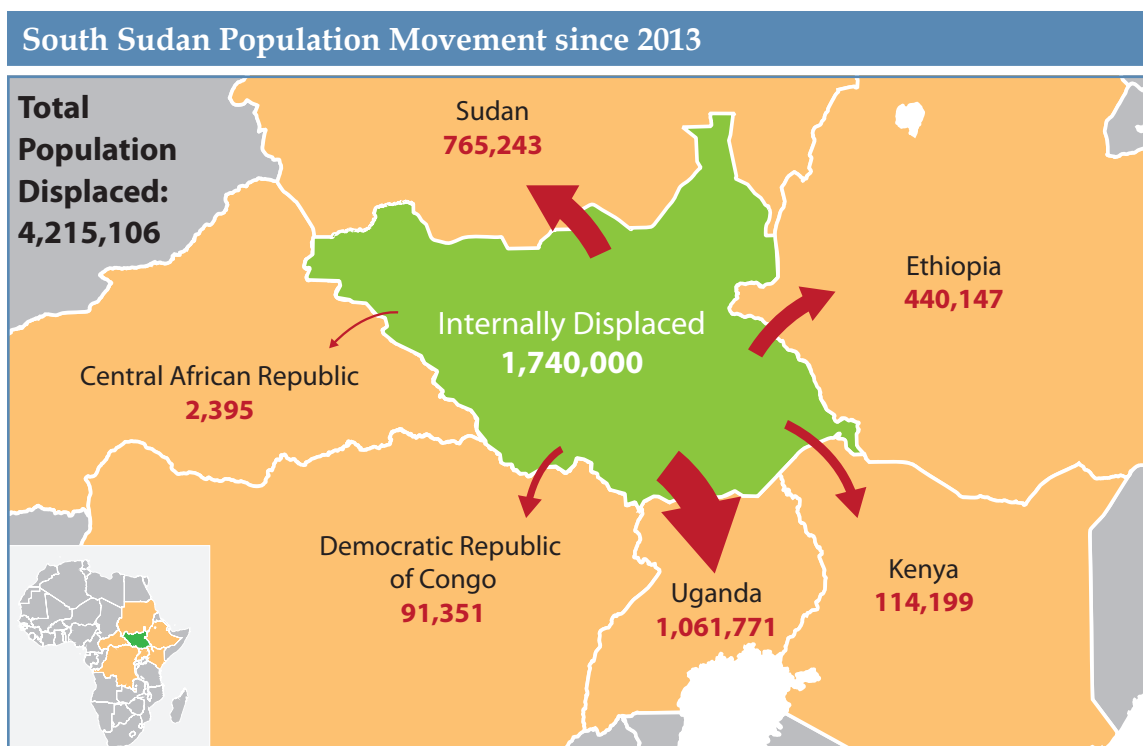 South Sudan Population Movement since 2013
Total
Population
Displaced:
4,215,106
Sudan
765,243
Ethiopia
440,147
Internally Displaced
1,740,000
Central African Republic
2,395
Democratic Republic
of Congo
91,351
Uganda
1,061,771
Kenya
114,199